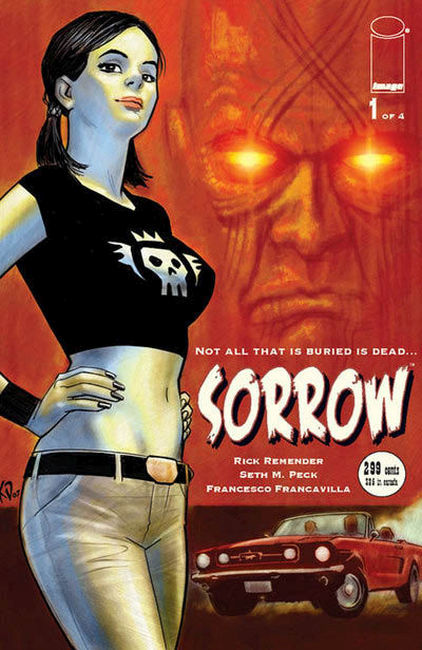 image
1 OF 4
NOT ALL THAT IS BURIED IS DEAD...
SORROW™
RICK REMENDER
SETH M. PECK
FRANCESCO FRANCAVILLA
299 cents